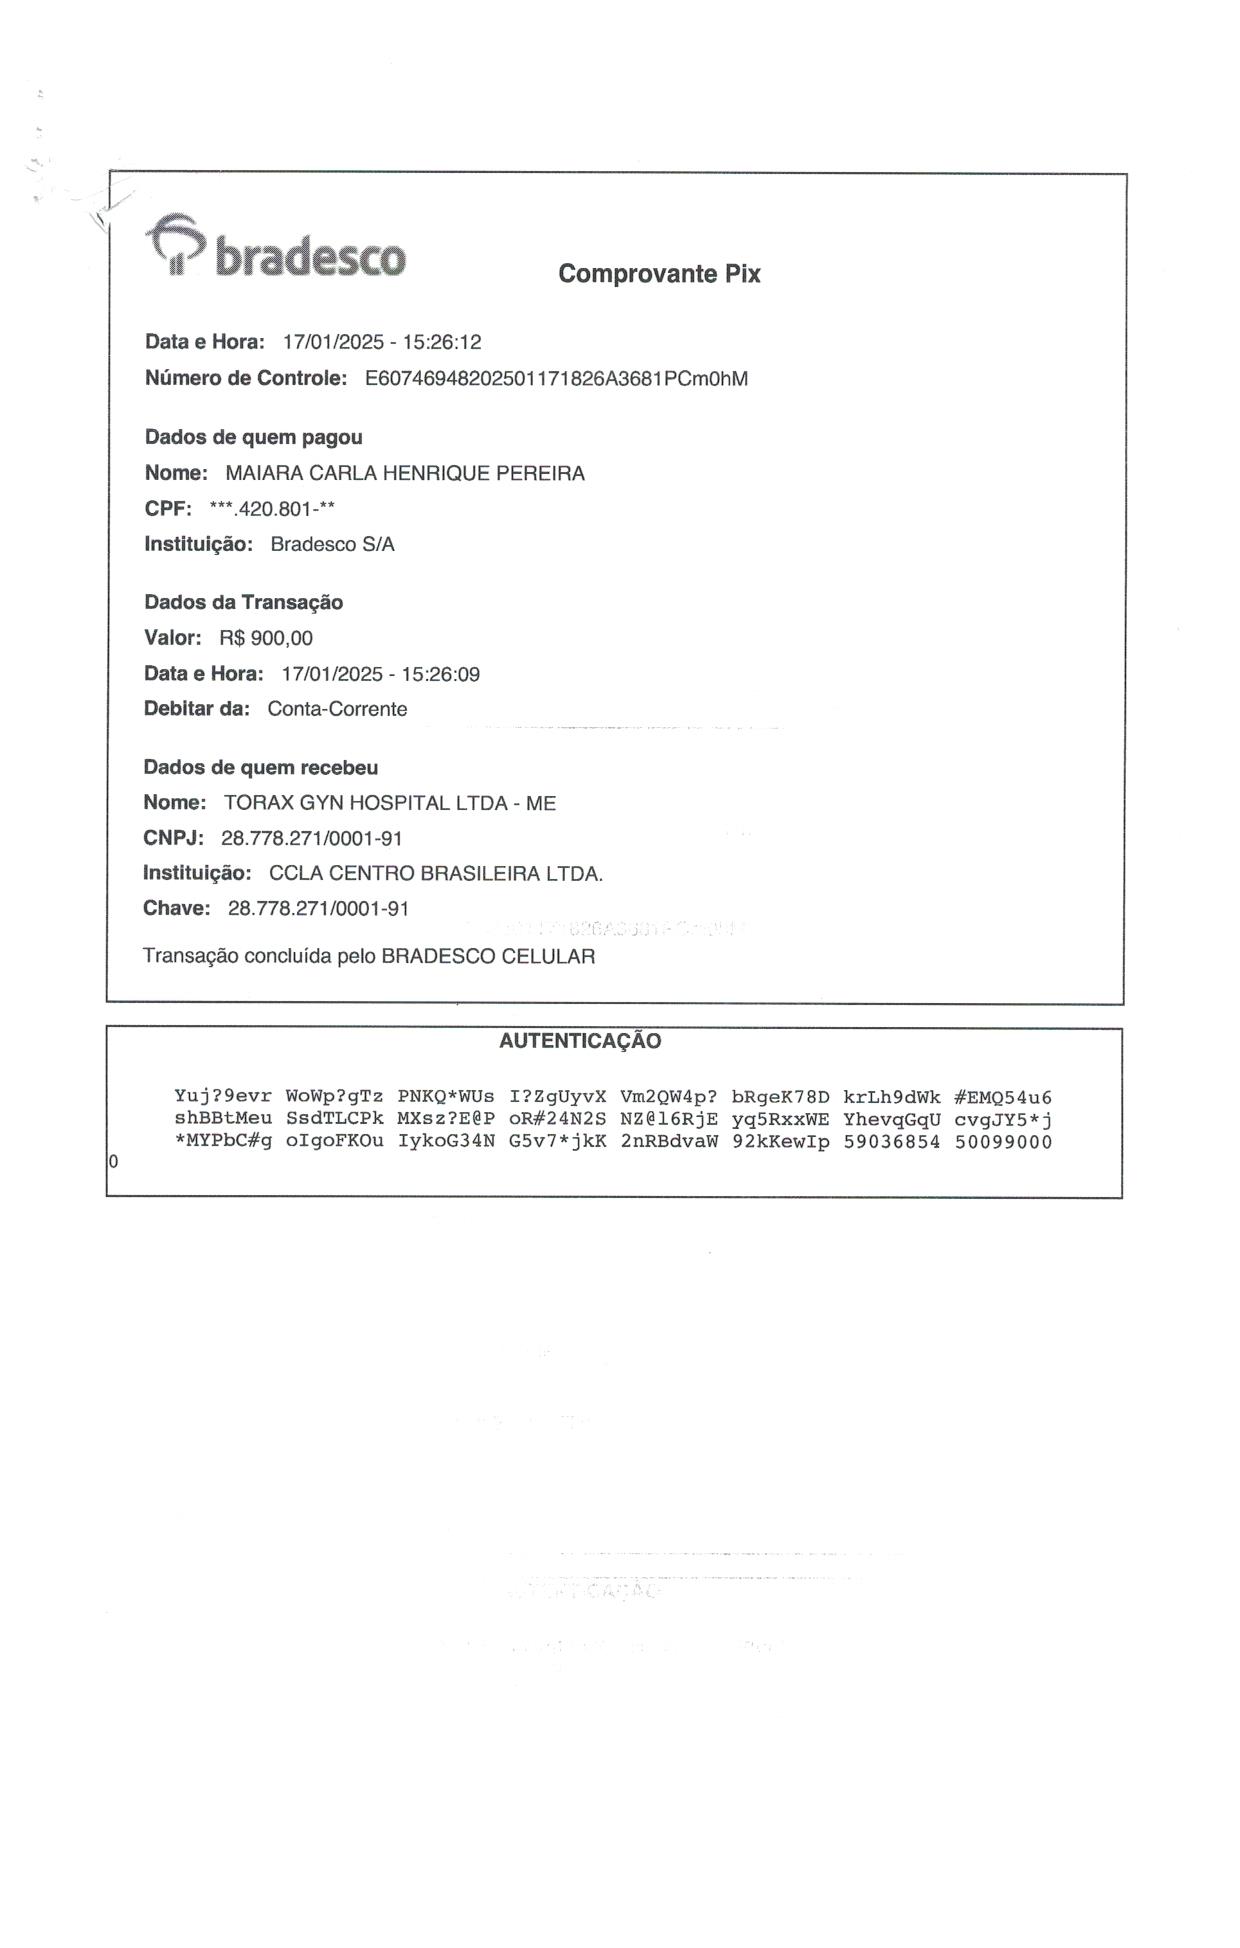 bradesco
Comprovante Pix
Data e Hora: 17/01/2025 - 15:26:12
Número de Controle: E60746948202501171826A3681PCm0hM
Dados de quem pagou
Nome: MAIARA CARLA HENRIQUE PEREIRA
CPF: ***.420.801-**
Instituição: Bradesco S/A
Dados da Transação
Valor: R$ 900,00
Data e Hora: 17/01/2025 - 15:26:09
Debitar da: Conta-Corrente
Dados de quem recebeu
Nome: TORAX GYN HOSPITAL LTDA - ME
CNPJ: 28.778.271/0001-91
Instituição: CCLA CENTRO BRASILEIRA LTDA.
Chave: 28.778.271/0001-91
Transação concluída pelo BRADESCO CELULAR
AUTENTICAÇÃO
Yuj?9evr WoWp?gTz PNKQ*WUs I?ZgUyvX Vm2QW4p? bRgeK78D krLh9dWk #EMQ54u6
shBBtMeu SsdTLCPk MXsz?E@P oR#24N2S NZ@l6RjE yq5RxxWE YhevqGqU cvgJY5*j
*MYPbC#g oIgoFKOu IykoG34N G5v7*jkK 2nRBdvaW 92kKewIp 59036854 50099000
0